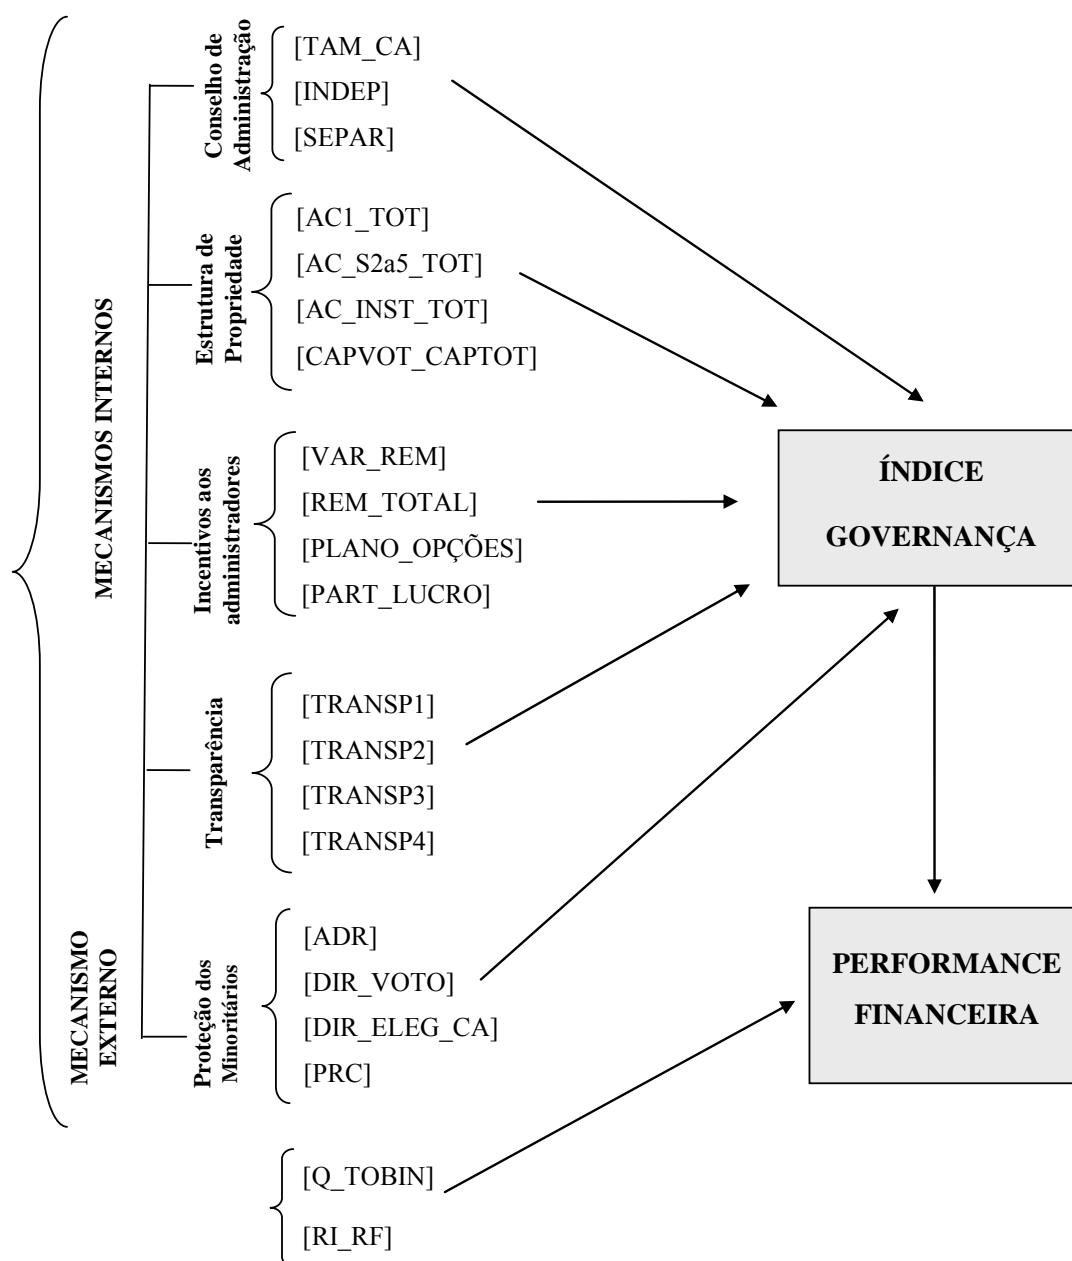 MECANISMOS INTERNOS
Conselho de
Administração
[TAM_CA]
[INDEP]
[SEPAR]
Estrutura de
Propriedade
[AC1_TOT]
[AC_S2a5_TOT]
[AC_INST_TOT]
[CAPVOT_CAPTOT]
Incentivos aos
administradores
[VAR_REM]
[REM_TOTAL]
[PLANO_OPÇÕES]
[PART_LUCRO]
Transparência
[TRANSP1]
[TRANSP2]
[TRANSP3]
[TRANSP4]
MECANISMO
EXTERNO
Proteção dos
Minoritários
[ADR]
[DIR_VOTO]
[DIR_ELEG_CA]
[PRC]
[Q_TOBIN]
[RI_RF]
ÍNDICE
GOVERNANÇA
PERFORMANCE
FINANCEIRA